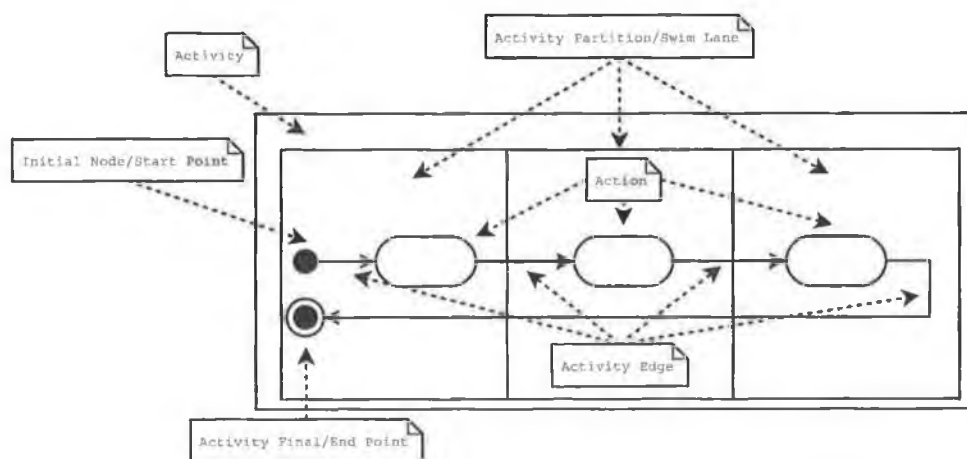 Activity Partition/Swim Lane
Activity
Initial Node/Start Point
Action
Activity Edge
Activity Final/End Point